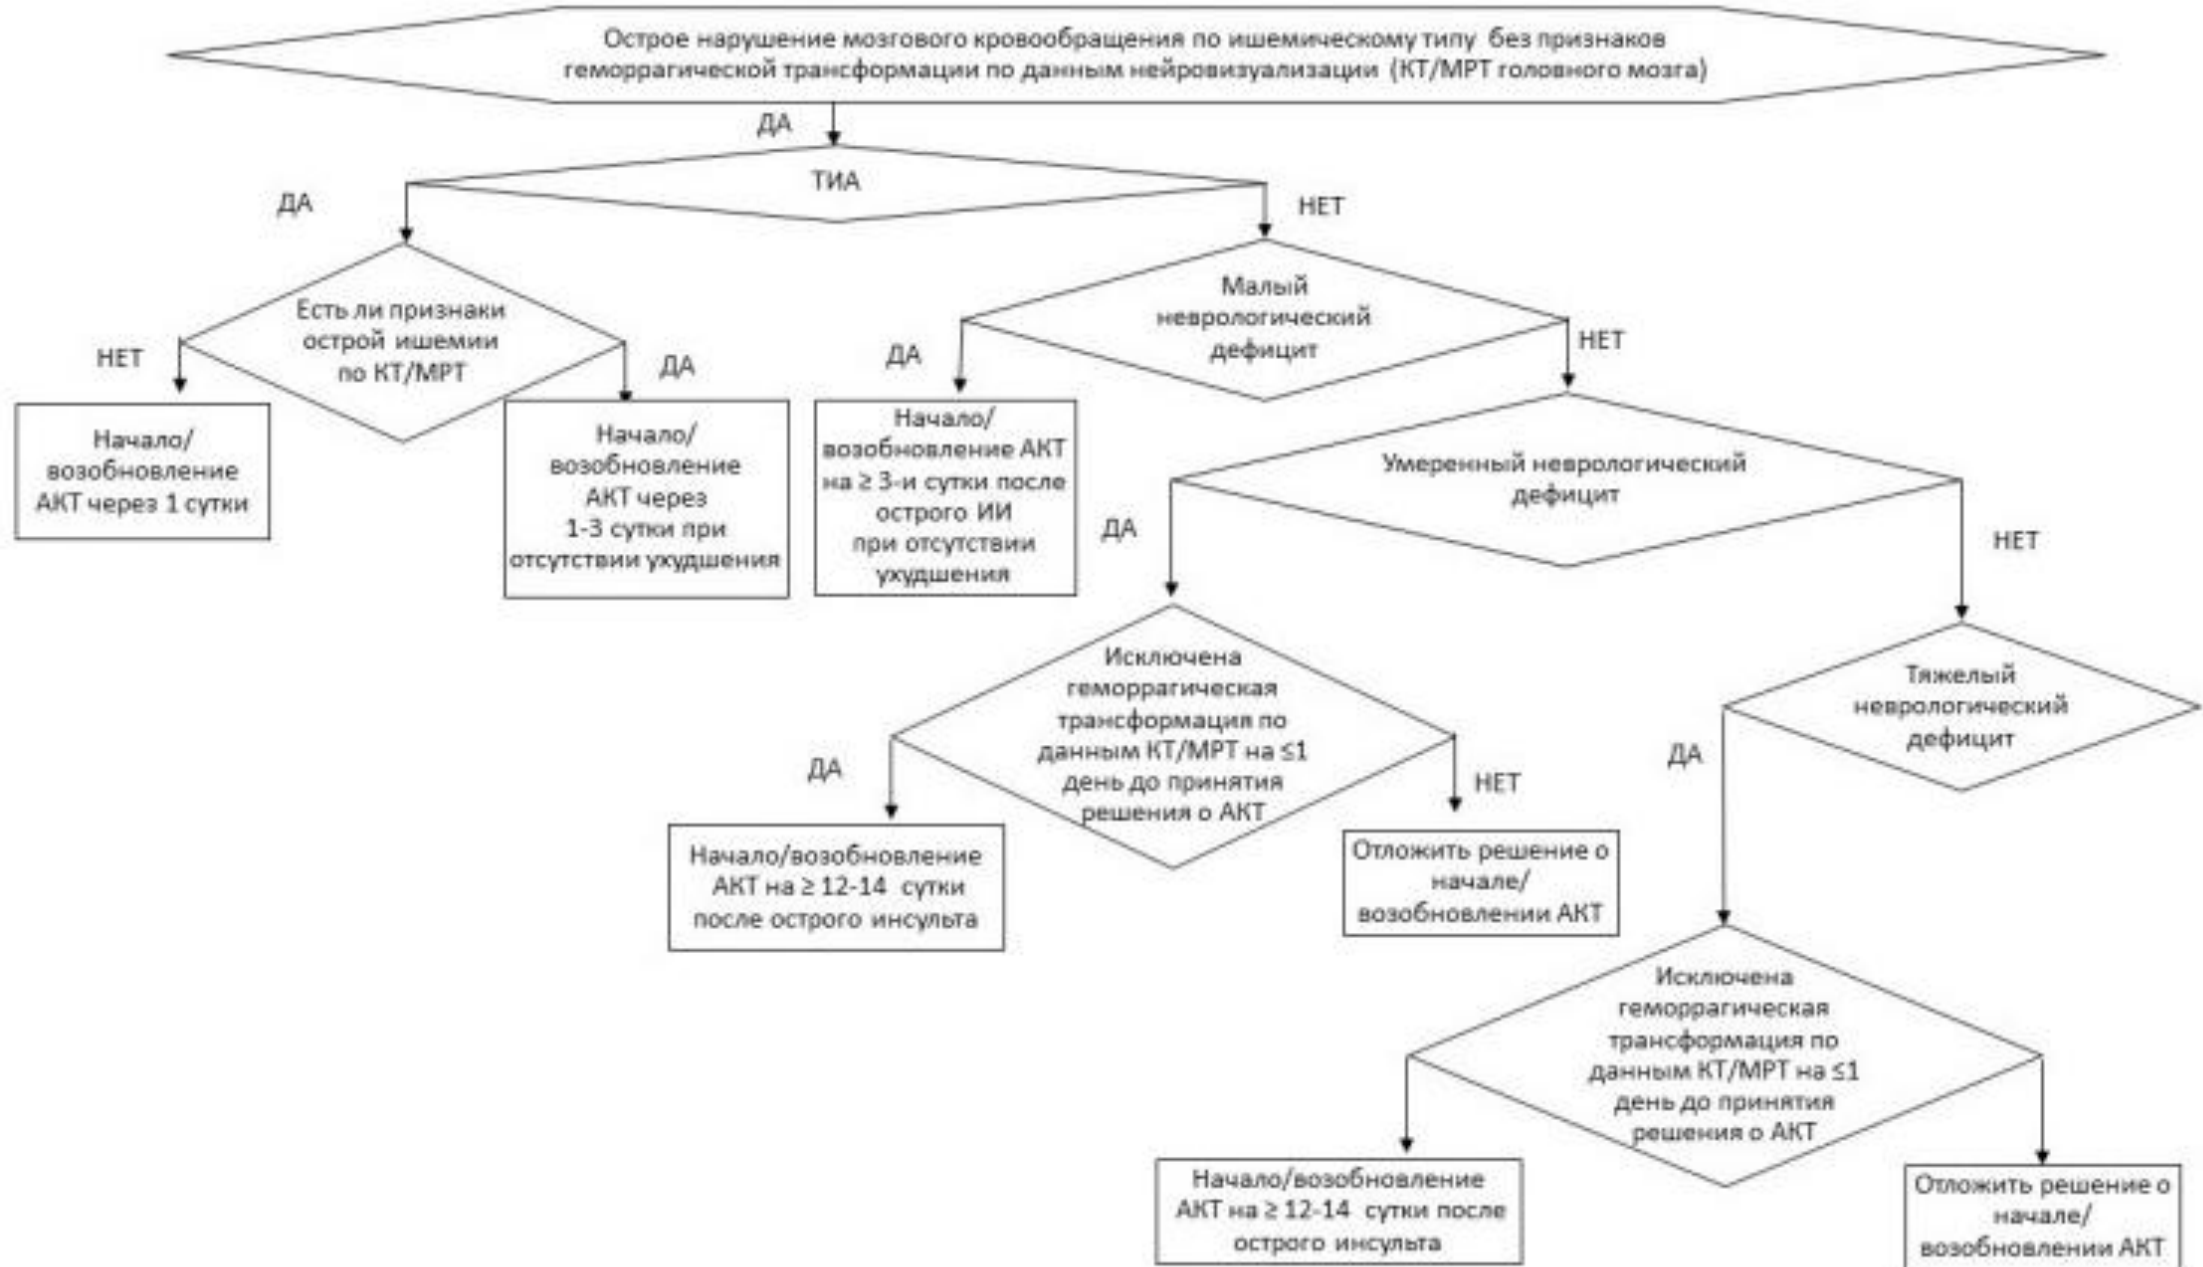 Острое нарушение мозгового кровообращения по ишемическому типу без признаков
геморрагической трансформации по данным нейровизуализации (КТ/МРТ головного мозга)
ДА
ТИА
ДА
НЕТ
Есть ли признаки
острой ишемии
по КТ/МРТ
НЕТ
ДА
Начало/
возобновление
АКТ через 1 сутки
Начало/
возобновление
АКТ через
1-3 сутки при
отсутствии ухудшения
Малый
неврологический
дефицит
ДА
НЕТ
Начало/
возобновление АКТ
на ≥ 3-и сутки после
острого ИИ
при отсутствии
ухудшения
Умеренный неврологический
дефицит
ДА
НЕТ
Исключена
геморрагическая
трансформация по
данным КТ/МРТ на ≤1
день до принятия
решения о АКТ
ДА
НЕТ
Начало/возобновление
АКТ на ≥ 12-14 сутки
после острого инсульта
Отложить решение о
начале/
возобновлении АКТ
Тяжелый
неврологический
дефицит
ДА
Исключена
геморрагическая
трансформация по
данным КТ/МРТ на ≤1
день до принятия
решения о АКТ
Начало/возобновление
АКТ на ≥ 12-14 сутки после
острого инсульта
Отложить решение о
начале/
возобновлении АКТ